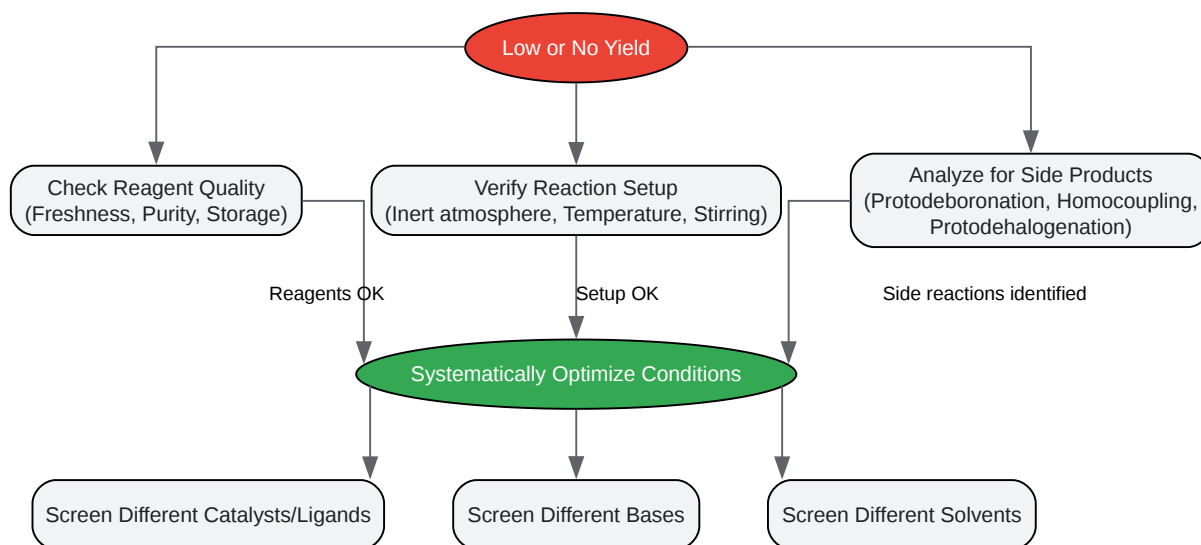 Low or No Yield
Check Reagent Quality
(Freshness, Purity, Storage)
Verify Reaction Setup
(Inert atmosphere, Temperature, Stirring)
Analyze for Side Products
(Protodeboronation, Homocoupling,
Protodehalogenation)
Reagents OK
Setup OK
Side reactions identified
Systematically Optimize Conditions
Screen Different Catalysts/Ligands
Screen Different Bases
Screen Different Solvents